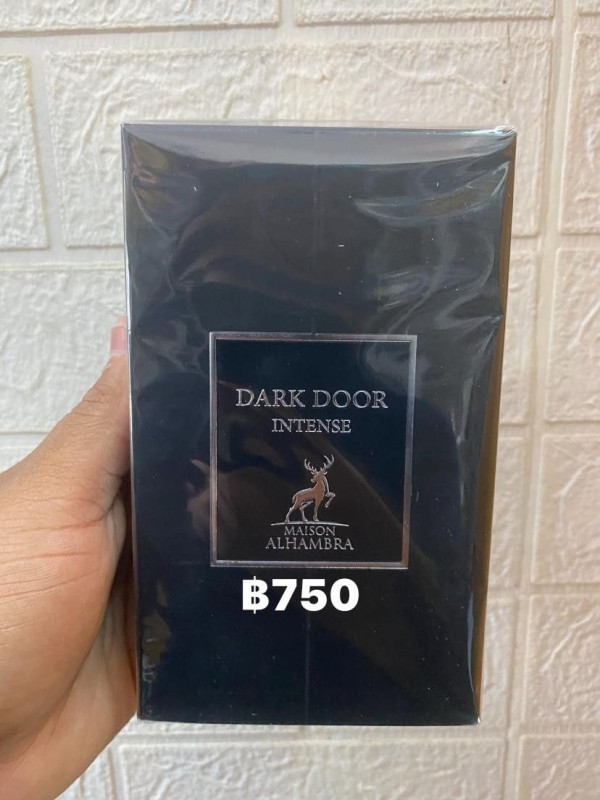 DARK DOOR
INTENSE
MAISON
ALHAMBRA
฿750